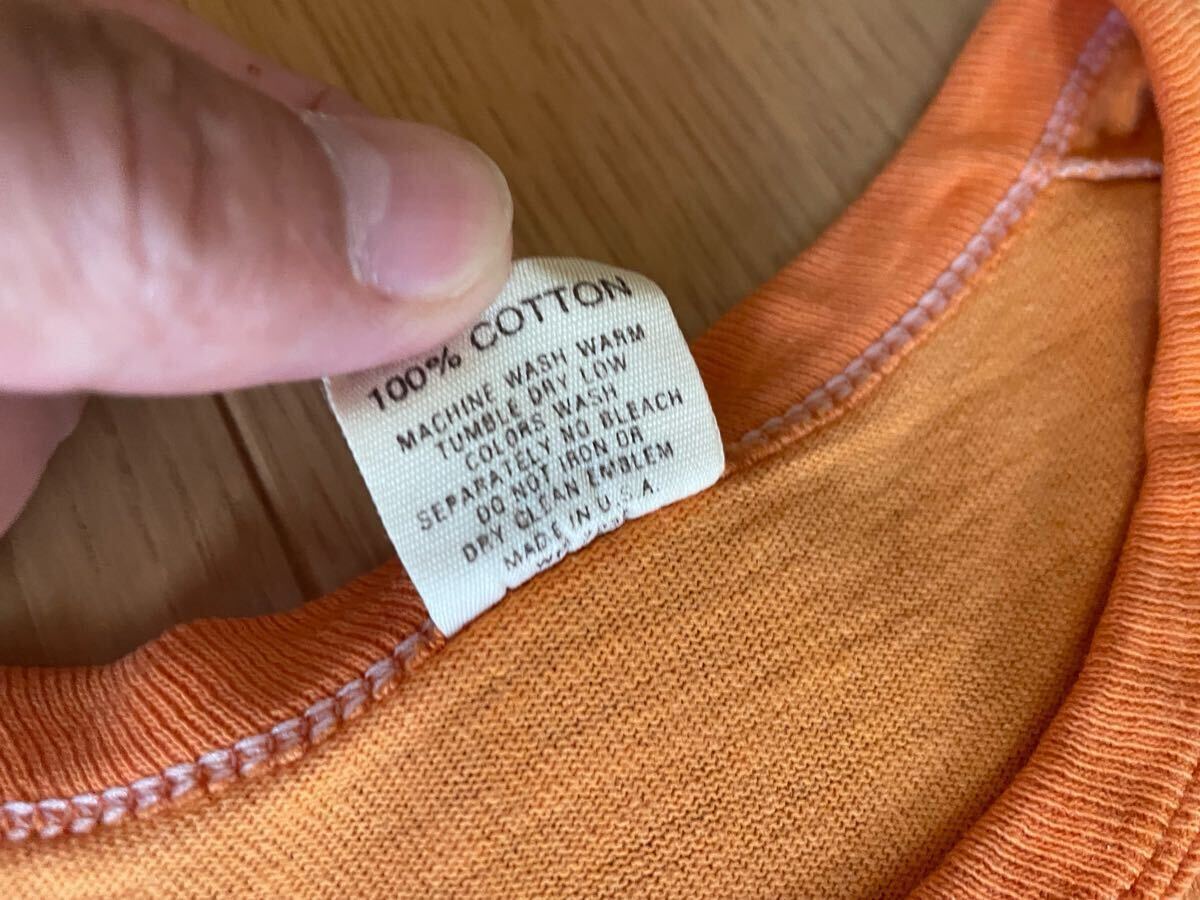 100% COTTON
MACHINE WASH WARM
TUMBLE DRY LOW
COLORS WASH
SEPARATELY NO BLEACH
DO NOT IRON OR
DRY CLEAN EMBLEM
MADE IN U.S.A.